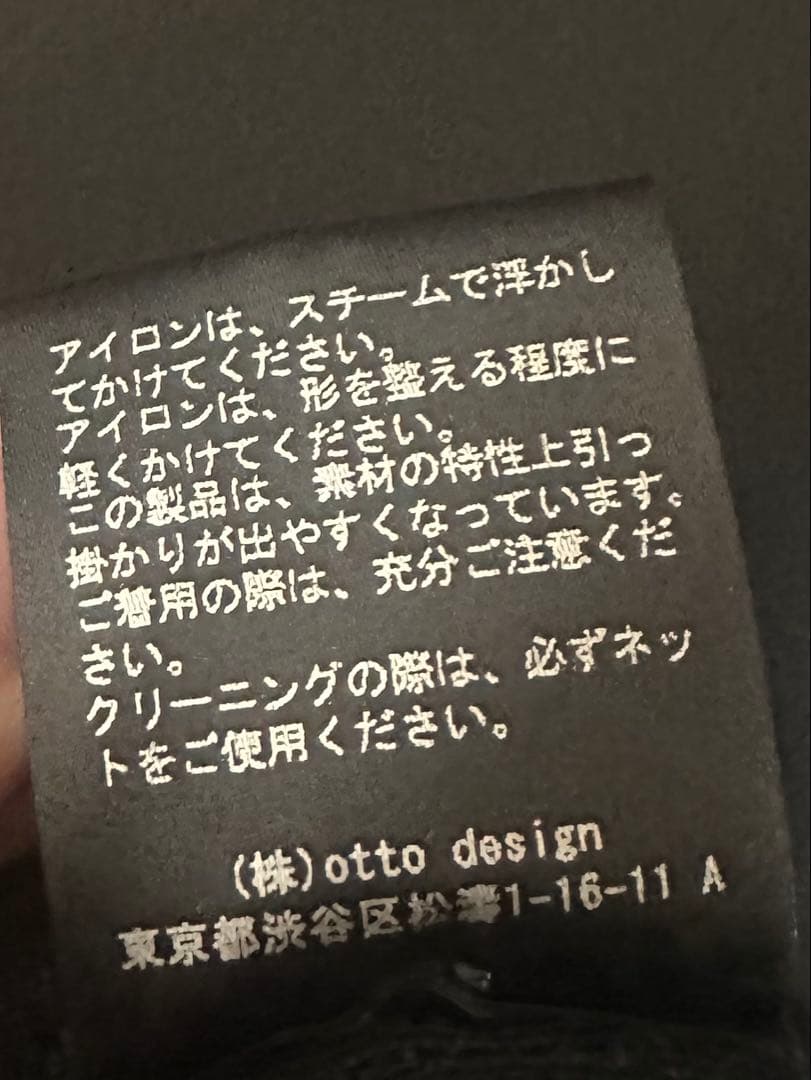 アイロンは、スチームで浮かし
てかけてください。
アイロンは、形を整える程度に
軽くかけてください。
この製品は、素材の特性上引っ
掛かりが出やすくなっています。
ご着用の際は、充分ご注意くだ
さい。
クリーニングの際は、必ずネッ
トをご使用ください。
(株)otto design
東京都渋谷区松濤1-16-11 A